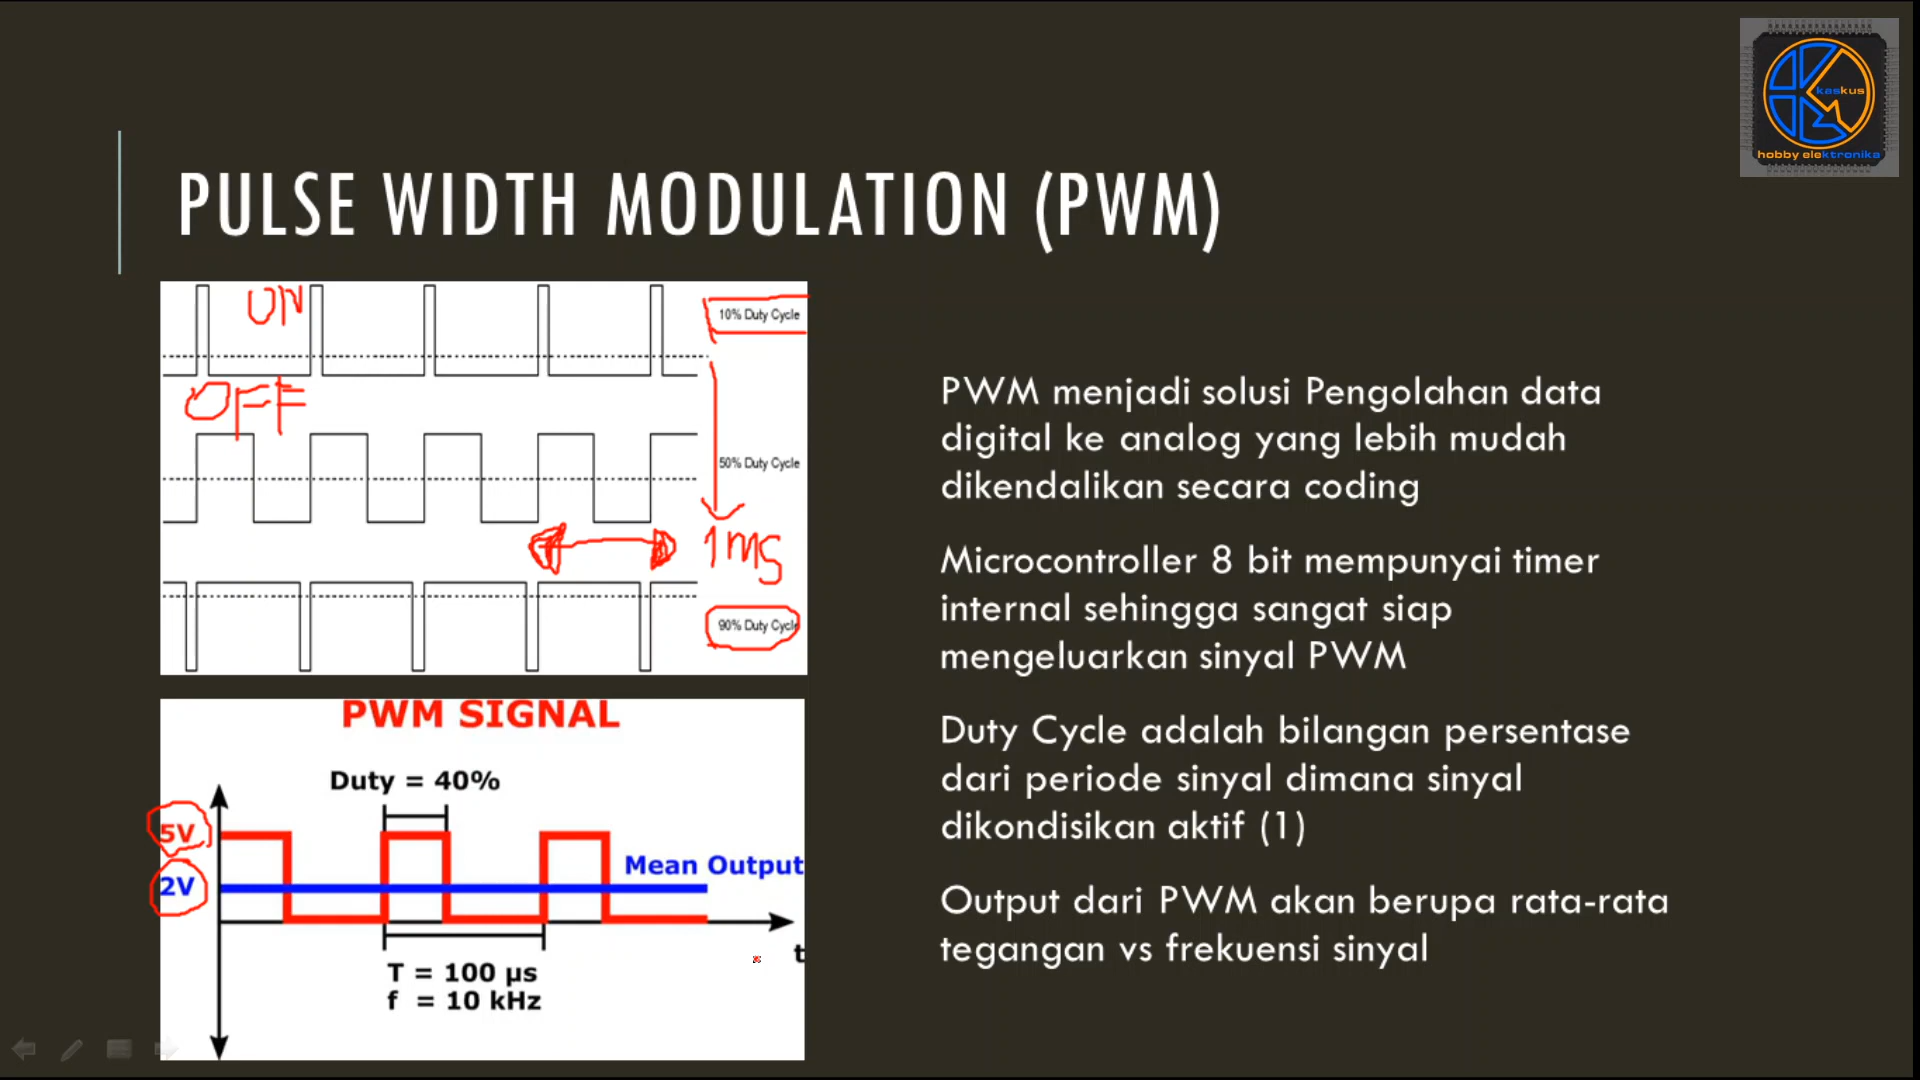 kaskus
hobby elektronika
PULSE WIDTH MODULATION (PWM)
ON
10% Duty Cycle
OFF
50% Duty Cycle
1ms
90% Duty Cycle
PWM SIGNAL
Duty = 40%
5V
Mean Output
2V
t
T = 100 µs
f = 10 kHz
PWM menjadi solusi Pengolahan data
digital ke analog yang lebih mudah
dikendalikan secara coding
Microcontroller 8 bit mempunyai timer
internal sehingga sangat siap
mengeluarkan sinyal PWM
Duty Cycle adalah bilangan persentase
dari periode sinyal dimana sinyal
dikondisikan aktif (1)
Output dari PWM akan berupa rata-rata
tegangan vs frekuensi sinyal